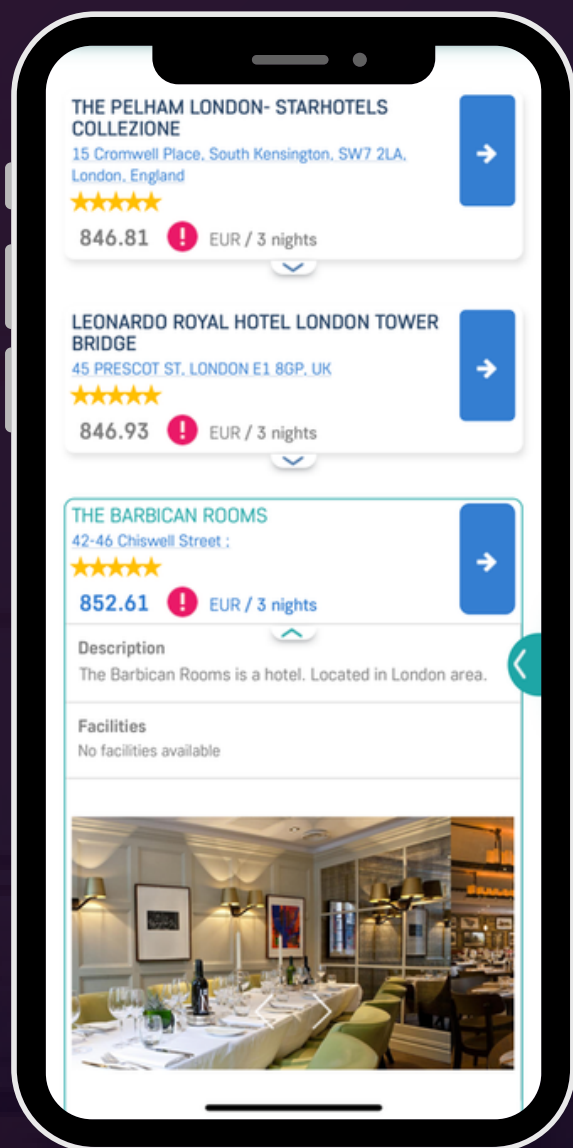 THE PELHAM LONDON- STARHOTELS
COLLEZIONE
15 Cromwell Place, South Kensington, SW7 2LA,
London, England
846.81 ! EUR / 3 nights
LEONARDO ROYAL HOTEL LONDON TOWER
BRIDGE
45 PRESCOT ST, LONDON E1 8GP, UK
846.93 ! EUR / 3 nights
THE BARBICAN ROOMS
42-46 Chiswell Street ;
852.61 ! EUR / 3 nights
Description
The Barbican Rooms is a hotel. Located in London area.
Facilities
No facilities available